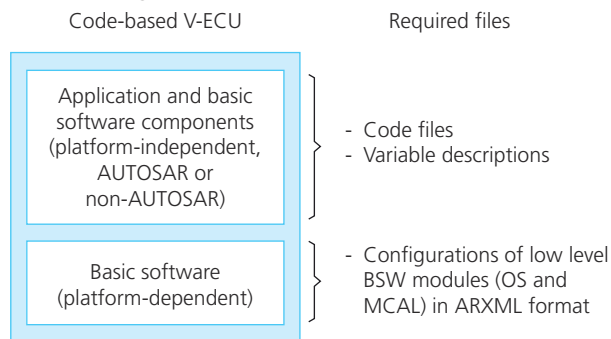 Code-based V-ECU
Required files
Application and basic
software components
(platform-independent,
AUTOSAR or
non-AUTOSAR)
- Code files
- Variable descriptions
Basic software
(platform-dependent)
- Configurations of low level
BSW modules (OS and
MCAL) in ARXML format